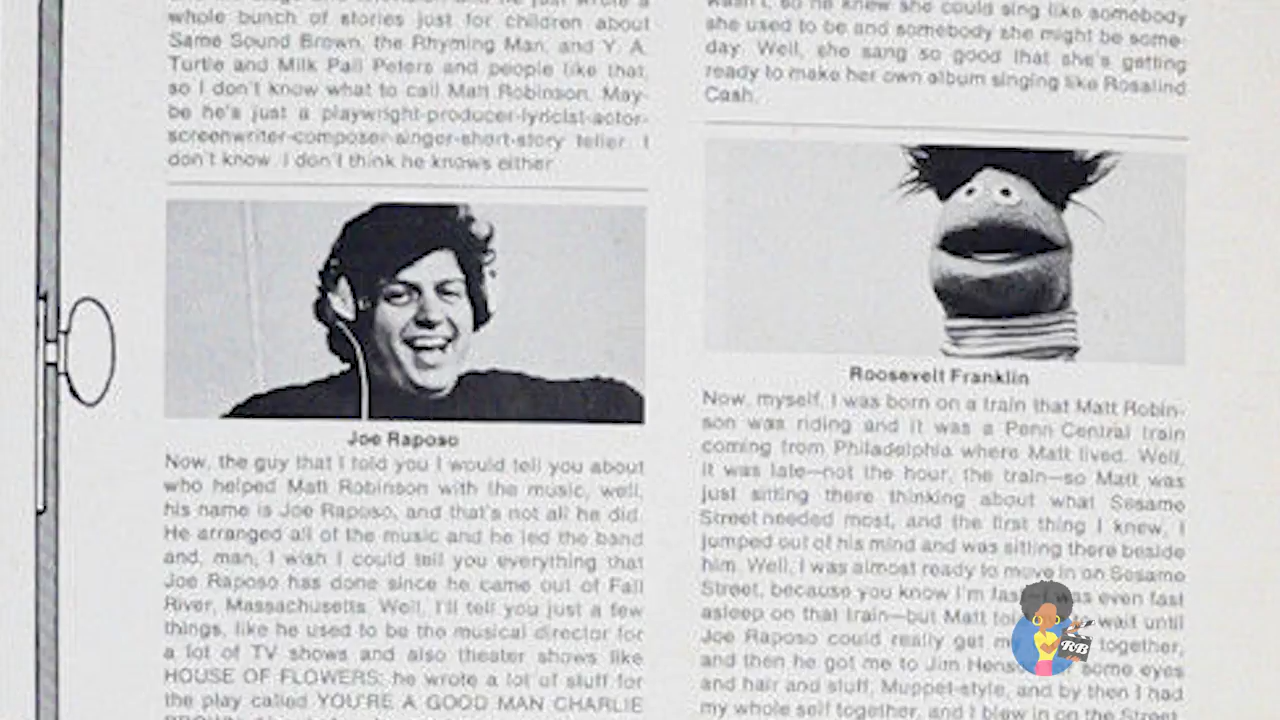 whole bunch of stories just for children about
Same Sound Brown, the Rhyming Man, and Y. A.
Turtle and Milk Pail Peters and people like that,
so I don't know what to call Matt Robinson. May-
be he's just a playwright-producer-lyricist-actor-
screenwriter-composer-singer-short-story teller. I
don't know. I don't think he knows either.
Joe Raposo
Now, the guy that I told you I would tell you about
who helped Matt Robinson with the music, well,
his name is Joe Raposo, and that's not all he did.
He arranged all of the music and he led the band
and, man, I wish I could tell you everything that
Joe Raposo has done since he came out of Fall
River, Massachusetts. Well, I'll tell you just a few
things, like he used to be the musical director for
a lot of TV shows and also theater shows like
HOUSE OF FLOWERS, he wrote a lot of stuff for
the play called YOU'RE A GOOD MAN CHARLIE
wasn't, so he knew she could sing like somebody
she used to be and somebody she might be some-
day. Well, she sang so good that she's getting
ready to make her own album singing like Rosalind
Cash.
Roosevelt Franklin
Now, myself, I was born on a train that Matt Robin-
son was riding and it was a Penn Central train
coming from Philadelphia where Matt lived. Well,
it was late—not the hour, the train—so Matt was
just sitting there thinking about what Sesame
Street needed most, and the first thing I knew, I
jumped out of his mind and was sitting there beside
him. Well, I was almost ready to move in on Sesame
Street, because you know I'm fast—I was even fast
asleep on that train—but Matt wait until
Joe Raposo could really get together,
and then he got me to Jim some eyes
and hair and stuff, Muppet-style, and by then I had
my whole self together, and I blew in on the Street
RB